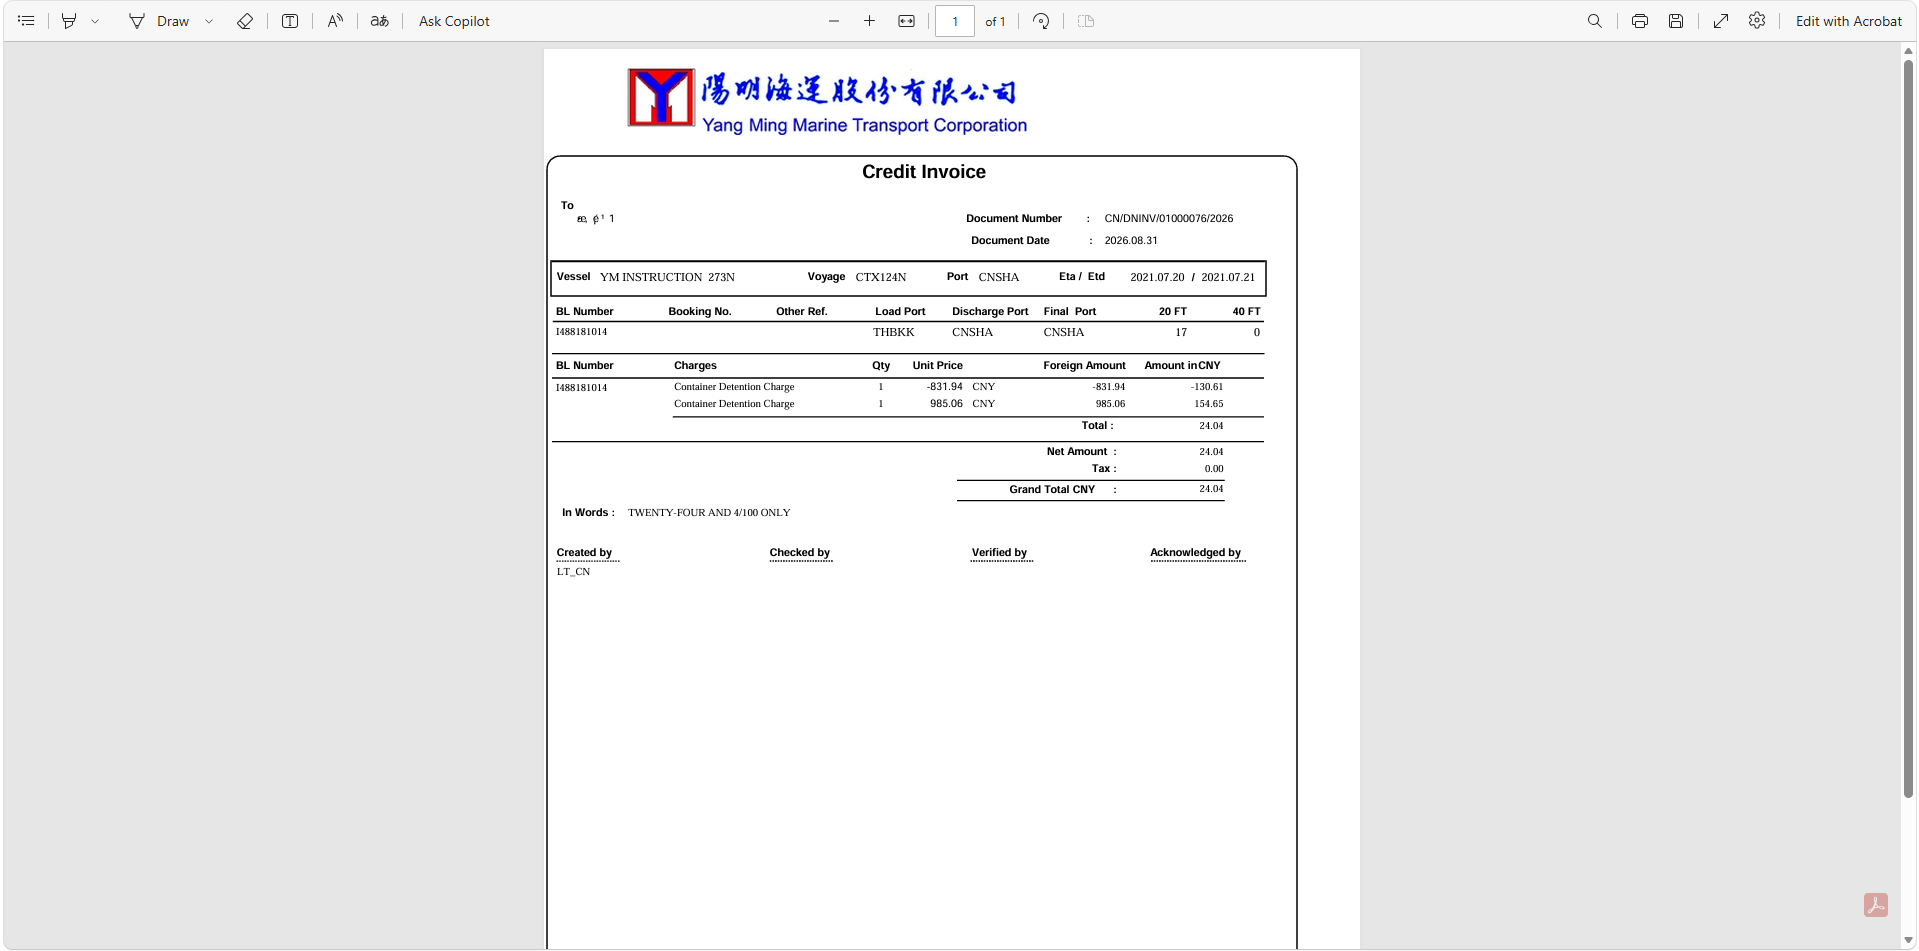 Draw
Ask Copilot
1 of 1
Edit with Acrobat
陽明海運股份有限公司
Yang Ming Marine Transport Corporation
Credit Invoice
To
1
Document Number : CN/DNINV/01000076/2026
Document Date : 2026.08.31
Vessel YM INSTRUCTION 273N Voyage CTX124N Port CNSHA Eta / Etd 2021.07.20 / 2021.07.21
BL Number Booking No. Other Ref. Load Port Discharge Port Final Port 20 FT 40 FT
I488181014 THBKK CNSHA CNSHA 17 0
BL Number Charges Qty Unit Price Foreign Amount Amount in CNY
I488181014 Container Detention Charge 1 -831.94 CNY -831.94 -130.61
Container Detention Charge 1 985.06 CNY 985.06 154.65
Total : 24.04
Net Amount : 24.04
Tax : 0.00
Grand Total CNY : 24.04
In Words : TWENTY-FOUR AND 4/100 ONLY
Created by Checked by Verified by Acknowledged by
LT_CN